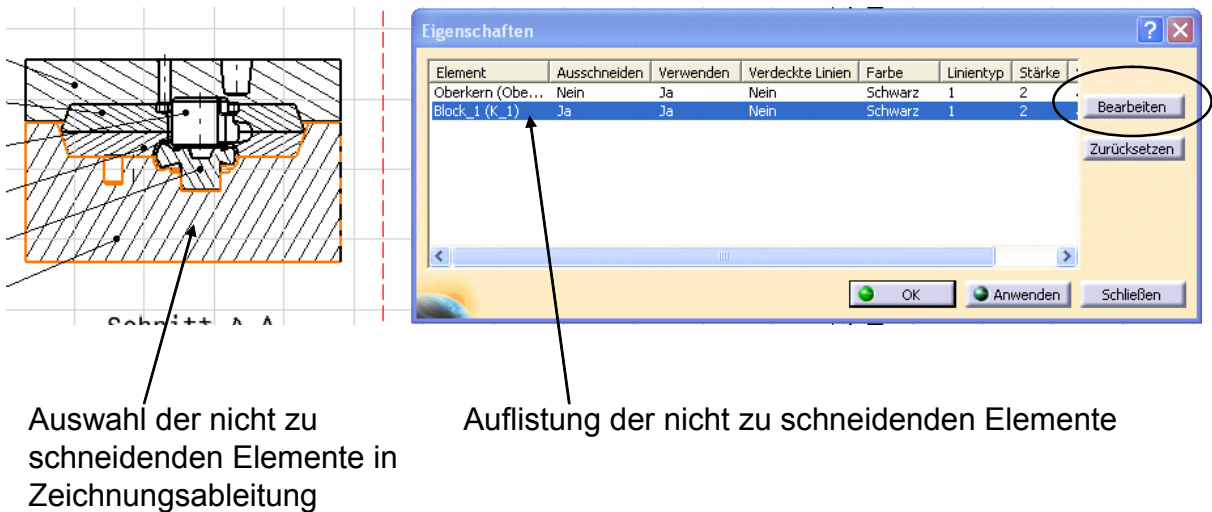 Eigenschaften
Element Ausschneiden Verwenden Verdeckte Linien Farbe Linientyp Stärke
Oberkern (Obe... Nein Ja Nein Schwarz 1 2
Block_1 (K_1) Ja Ja Nein Schwarz 1 2
Bearbeiten
Zurücksetzen
OK Anwenden Schließen
Schnitt A-A
Auswahl der nicht zu
schneidenden Elemente in
Zeichnungsableitung
Auflistung der nicht zu schneidenden Elemente